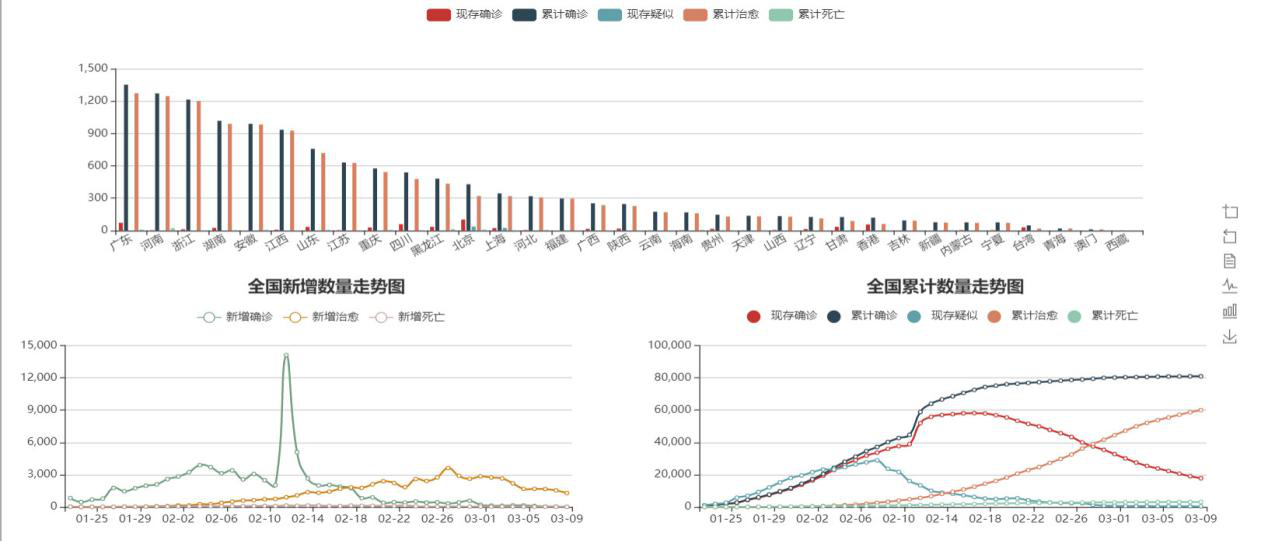 现存确诊 累计确诊 现存疑似 累计治愈 累计死亡
1,500
1,200
900
600
300
0
广东 河南 浙江 湖南 安徽 江西 山东 江苏 重庆 四川 黑龙江 北京 上海 河北 福建 广西 陕西 云南 海南 贵州 天津 山西 辽宁 甘肃 香港 吉林 新疆 内蒙古 宁夏 台湾 青海 澳门 西藏
全国新增数量走势图
新增确诊 新增治愈 新增死亡
15,000
12,000
9,000
6,000
3,000
0
01-25 01-29 02-02 02-06 02-10 02-14 02-18 02-22 02-26 03-01 03-05 03-09
全国累计数量走势图
现存确诊 累计确诊 现存疑似 累计治愈 累计死亡
100,000
80,000
60,000
40,000
20,000
0
01-25 01-29 02-02 02-06 02-10 02-14 02-18 02-22 02-26 03-01 03-05 03-09